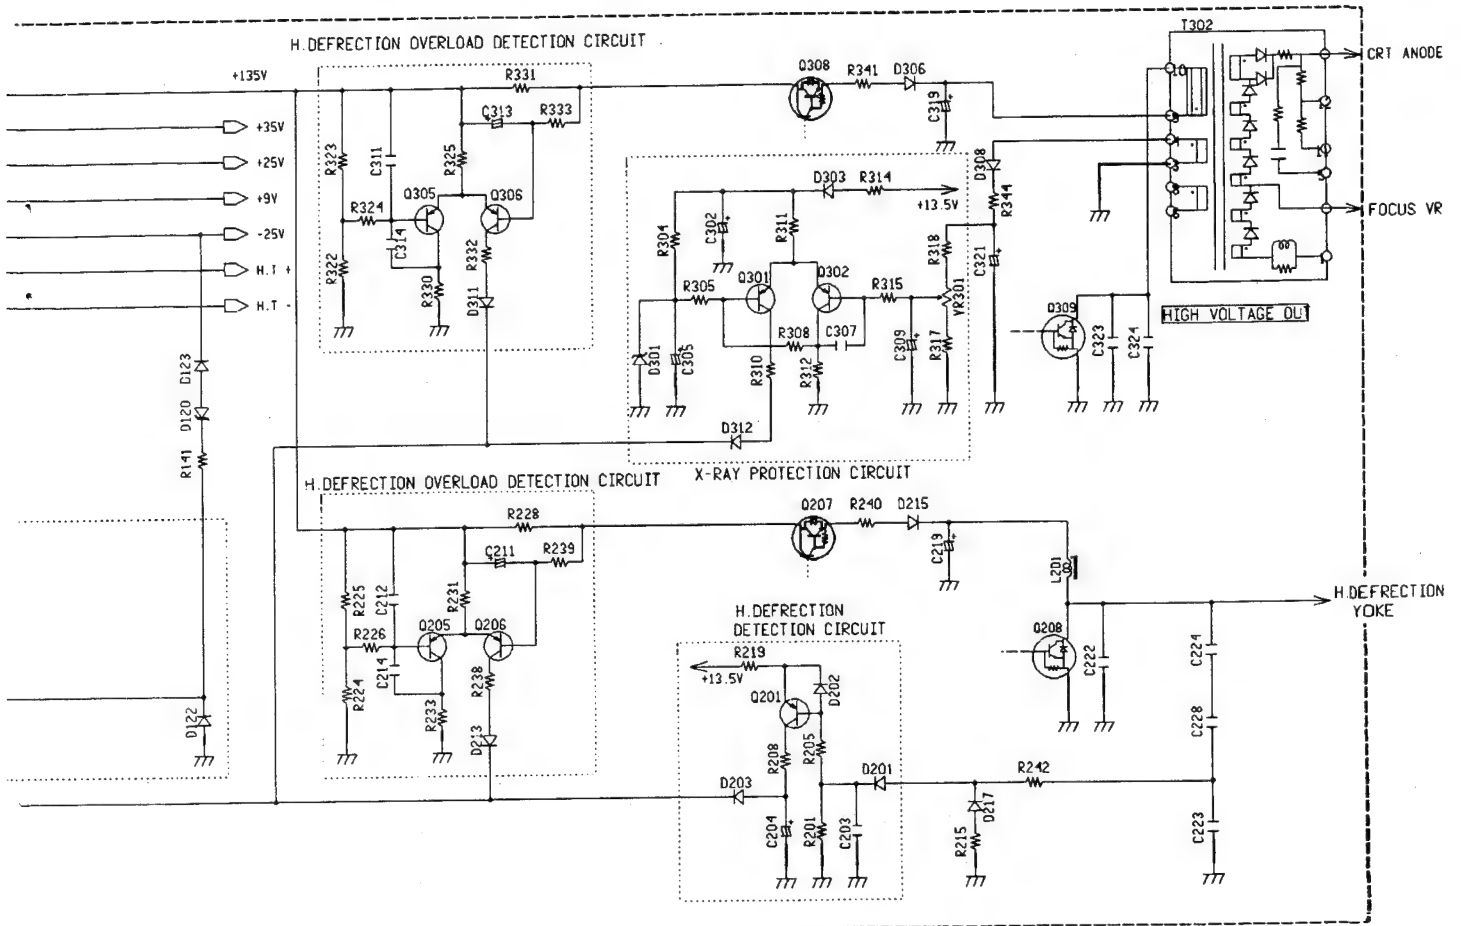 T302
H.DEFRECTION OVERLOAD DETECTION CIRCUIT
CRT ANODE
+135V
R331
Q308
R341
D306
10
C313
R333
C319
12
+35V
9
R323
C311
R325
4
D308
+25V
D303
R314
3
Q305
Q306
+9V
R344
+13.5V
R324
C302
R311
FOCUS VR
C314
R304
R318
-25V
R332
C321
R322
Q301
Q302
H.T +
R330
D311
R305
R315
VR301
1
H.T -
Q309
HIGH VOLTAGE OUT
R308
C307
C309
R317
C323
C324
D301
C305
R310
R312
D123
D120
D312
R141
X-RAY PROTECTION CIRCUIT
H.DEFRECTION OVERLOAD DETECTION CIRCUIT
Q207
R240
D215
R228
C211
R239
C219
L201
R225
C212
R231
H.DEFRECTION
YOKE
H.DEFRECTION
DETECTION CIRCUIT
R226
Q205
Q206
Q208
C222
C224
R219
C214
R238
+13.5V
D202
R224
Q201
D122
R233
D213
C228
R208
R205
D203
D201
R242
D217
C204
R201
C203
R215
C223